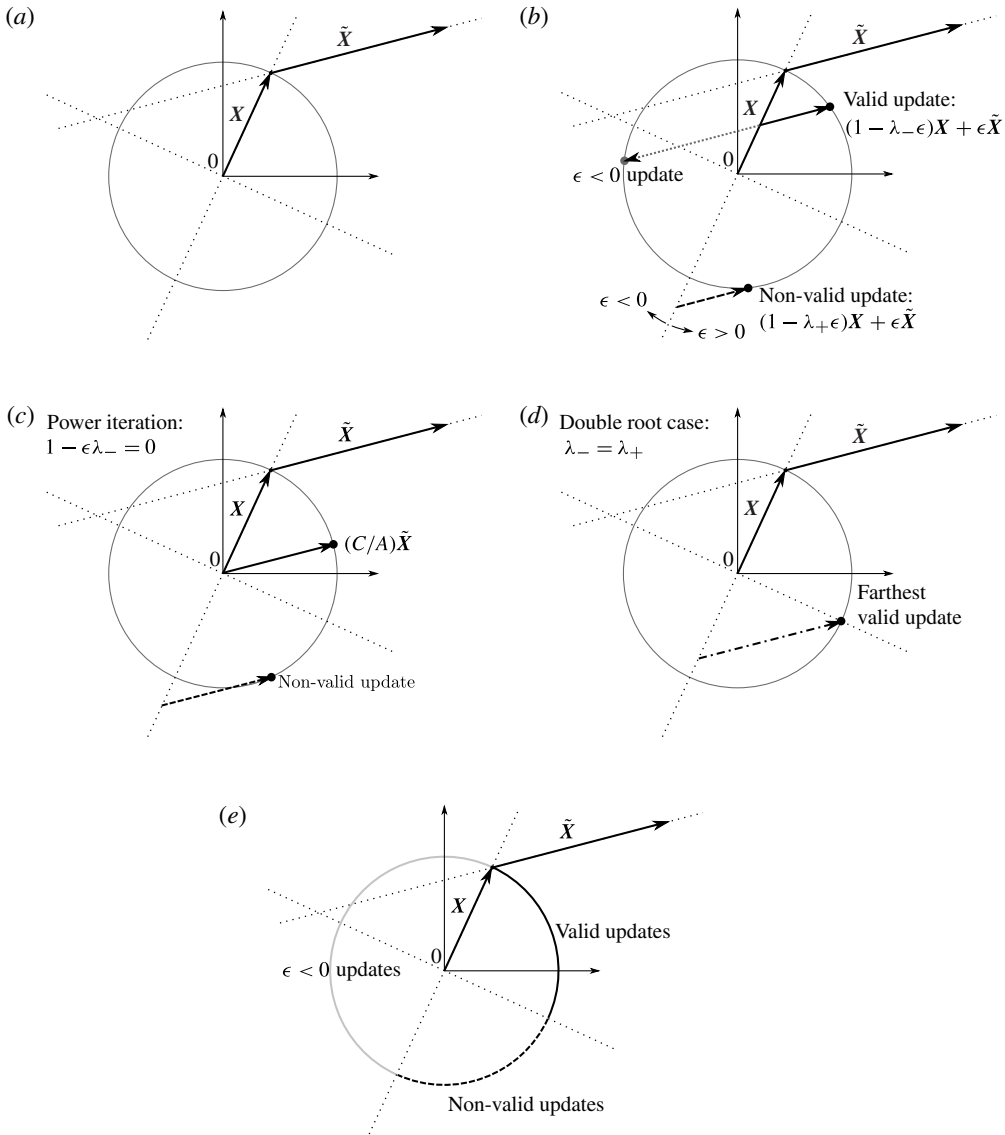 (a)
X̃
X
0
(b)
X̃
X
Valid update:
(1 − λ₋ϵ)X + ϵX̃
0
ϵ < 0 update
Non-valid update:
(1 − λ₊ϵ)X + ϵX̃
ϵ < 0
ϵ > 0
(c)
Power iteration:
1 − ϵλ₋ = 0
X̃
X
0
(C/A)X̃
Non-valid update
(d)
Double root case:
λ₋ = λ₊
X̃
X
0
Farthest
valid update
(e)
X̃
X
Valid updates
0
ϵ < 0 updates
Non-valid updates